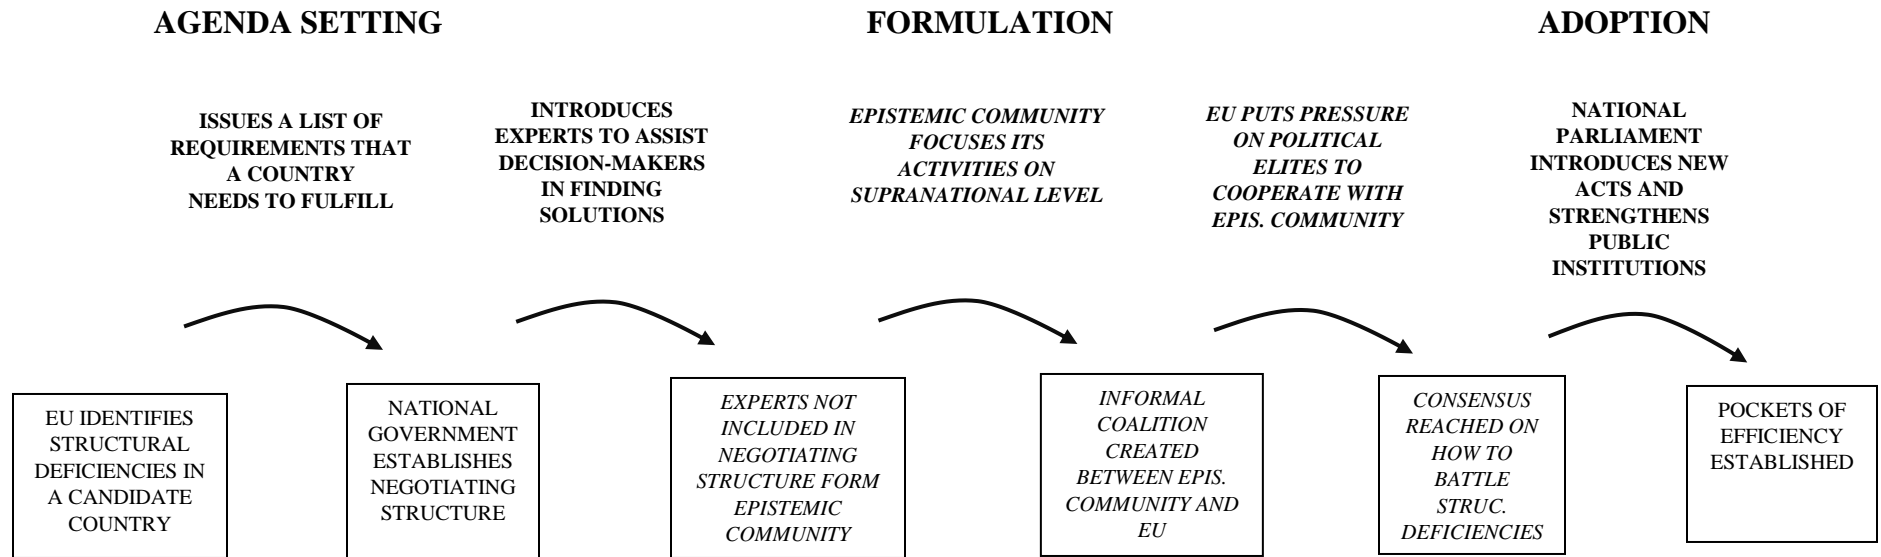 AGENDA SETTING
FORMULATION
ADOPTION
ISSUES A LIST OF
REQUIREMENTS THAT
A COUNTRY
NEEDS TO FULFILL
INTRODUCES
EXPERTS TO ASSIST
DECISION-MAKERS
IN FINDING
SOLUTIONS
EPISTEMIC COMMUNITY
FOCUSES ITS
ACTIVITIES ON
SUPRANATIONAL LEVEL
EU PUTS PRESSURE
ON POLITICAL
ELITES TO
COOPERATE WITH
EPIS. COMMUNITY
NATIONAL
PARLIAMENT
INTRODUCES NEW
ACTS AND
STRENGTHENS
PUBLIC
INSTITUTIONS
EU IDENTIFIES
STRUCTURAL
DEFICIENCIES IN
A CANDIDATE
COUNTRY
NATIONAL
GOVERNMENT
ESTABLISHES
NEGOTIATING
STRUCTURE
EXPERTS NOT
INCLUDED IN
NEGOTIATING
STRUCTURE FORM
EPISTEMIC
COMMUNITY
INFORMAL
COALITION
CREATED
BETWEEN EPIS.
COMMUNITY AND
EU
CONSENSUS
REACHED ON
HOW TO
BATTLE
STRUC.
DEFICIENCIES
POCKETS OF
EFFICIENCY
ESTABLISHED